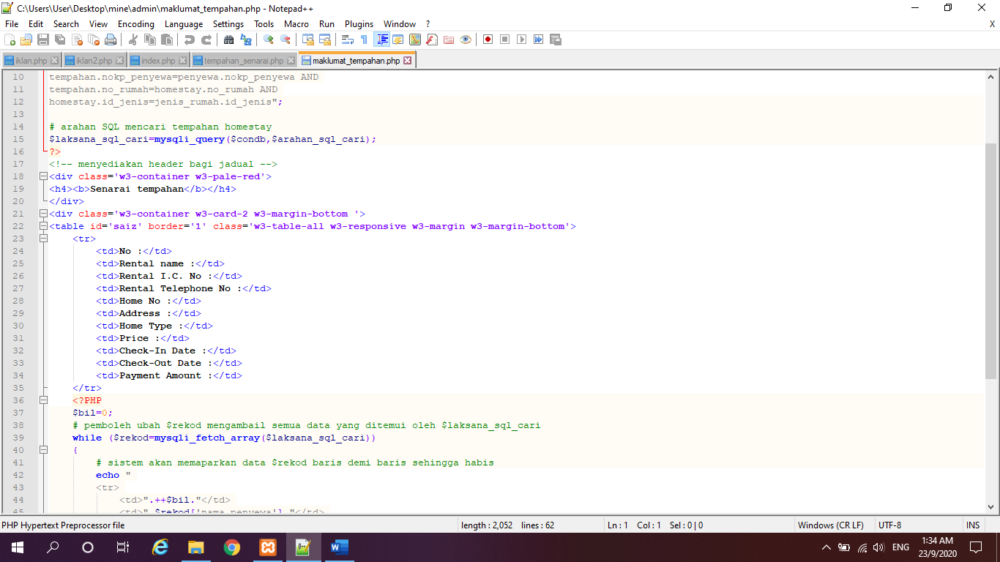 C:\Users\User\Desktop\mine\admin\maklumat_tempahan.php - Notepad++
File Edit Search View Encoding Language Settings Tools Macro Run Plugins Window ? X
iklan.php iklan2.php index.php tempahan_senarai.php maklumat_tempahan.php
10 tempahan.nokp_penyewa=penyewa.nokp_penyewa AND
11 tempahan.no_rumah=homestay.no_rumah AND
12 homestay.id_jenis=jenis_rumah.id_jenis";
13
14 # arahan SQL mencari tempahan homestay
15 $laksana_sql_cari=mysqli_query($condb,$arahan_sql_cari);
16 ?>
17 <!-- menyediakan header bagi jadual -->
18 <div class='w3-container w3-pale-red'>
19 <h4><b>Senarai tempahan</b></h4>
20 </div>
21 <div class='w3-container w3-card-2 w3-margin-bottom '>
22 <table id='saiz' border='1' class='w3-table-all w3-responsive w3-margin w3-margin-bottom'>
23 <tr>
24 <td>No :</td>
25 <td>Rental name :</td>
26 <td>Rental I.C. No :</td>
27 <td>Rental Telephone No :</td>
28 <td>Home No :</td>
29 <td>Address :</td>
30 <td>Home Type :</td>
31 <td>Price :</td>
32 <td>Check-In Date :</td>
33 <td>Check-Out Date :</td>
34 <td>Payment Amount :</td>
35 </tr>
36 <?PHP
37 $bil=0;
38 # pemboleh ubah $rekod mengambail semua data yang ditemui oleh $laksana_sql_cari
39 while ($rekod=mysqli_fetch_array($laksana_sql_cari))
40 {
41 # sistem akan memaparkan data $rekod baris demi baris sehingga habis
42 echo "
43 <tr>
44 <td>".++$bil."</td>
45 <td>".$rekod['nama_penyewa']."</td>
PHP Hypertext Preprocessor file length : 2,052 lines : 62 Ln : 1 Col : 1 Sel : 0 | 0 Windows (CR LF) UTF-8 INS
ENG
1:34 AM
23/9/2020